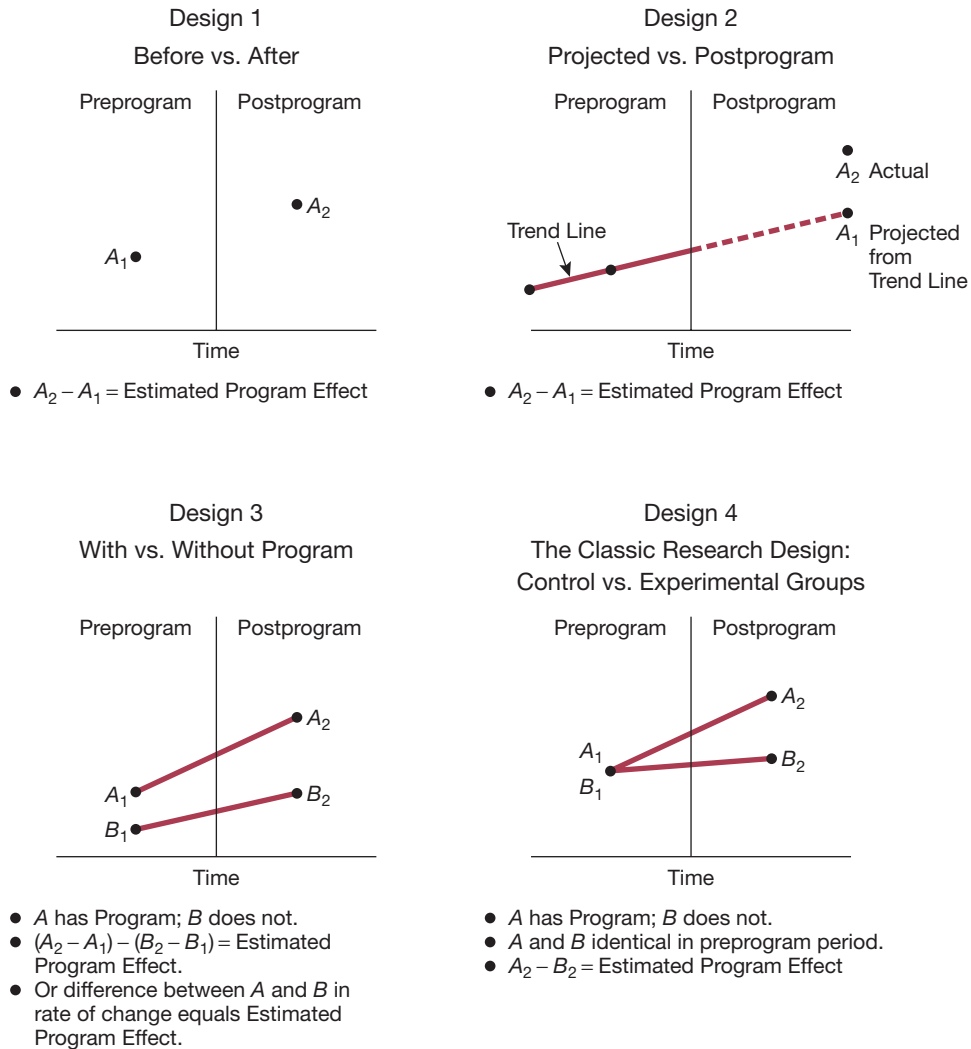 Design 1
Before vs. After
Preprogram
Postprogram
A₂
A₁
Time
• A₂ – A₁ = Estimated Program Effect
Design 2
Projected vs. Postprogram
Preprogram
Postprogram
A₂ Actual
Trend Line
A₁ Projected
from
Trend Line
Time
• A₂ – A₁ = Estimated Program Effect
Design 3
With vs. Without Program
Preprogram
Postprogram
A₂
A₁
B₂
B₁
Time
• A has Program; B does not.
• (A₂ – A₁) – (B₂ – B₁) = Estimated
Program Effect.
• Or difference between A and B in
rate of change equals Estimated
Program Effect.
Design 4
The Classic Research Design:
Control vs. Experimental Groups
Preprogram
Postprogram
A₂
A₁
B₂
B₁
Time
• A has Program; B does not.
• A and B identical in preprogram period.
• A₂ – B₂ = Estimated Program Effect